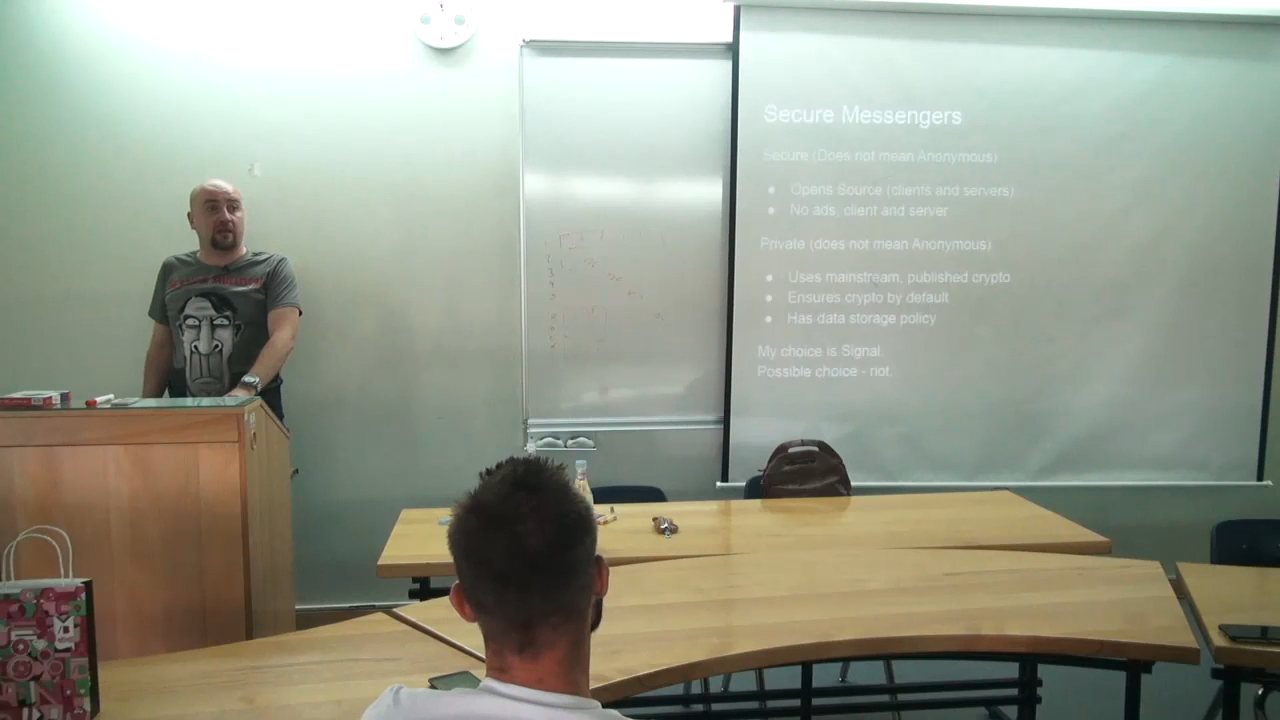 Secure Messengers
Secure (Does not mean Anonymous)
● Opens Source (clients and servers)
● No ads, client and server
Private (does not mean Anonymous)
● Uses mainstream, published crypto
● Ensures crypto by default
● Has data storage policy
My choice is Signal.
Possible choice - riot.